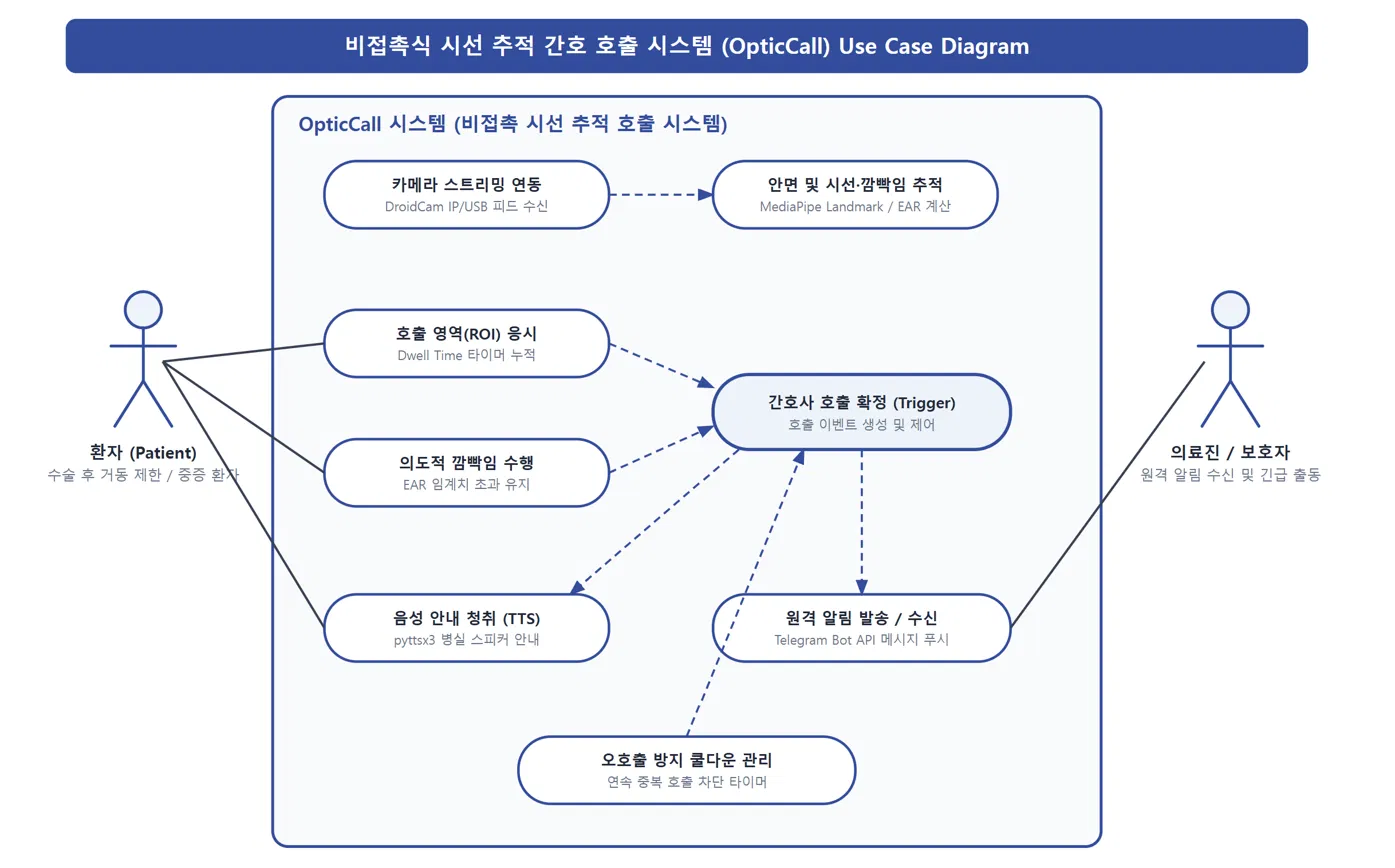 비접촉식 시선 추적 간호 호출 시스템 (OpticCall) Use Case Diagram
OpticCall 시스템 (비접촉 시선 추적 호출 시스템)
카메라 스트리밍 연동
DroidCam IP/USB 피드 수신
안면 및 시선·깜빡임 추적
MediaPipe Landmark / EAR 계산
호출 영역(ROI) 응시
Dwell Time 타이머 누적
간호사 호출 확정 (Trigger)
호출 이벤트 생성 및 제어
환자 (Patient)
수술 후 거동 제한 / 중증 환자
의도적 깜빡임 수행
EAR 임계치 초과 유지
의료진 / 보호자
원격 알림 수신 및 긴급 출동
음성 안내 청취 (TTS)
pyttsx3 병실 스피커 안내
원격 알림 발송 / 수신
Telegram Bot API 메시지 푸시
오호출 방지 쿨다운 관리
연속 중복 호출 차단 타이머